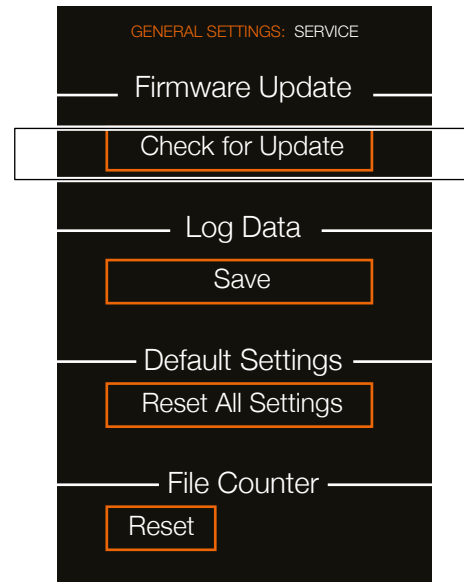 GENERAL SETTINGS: SERVICE
Firmware Update
Check for Update
Log Data
Save
Default Settings
Reset All Settings
File Counter
Reset